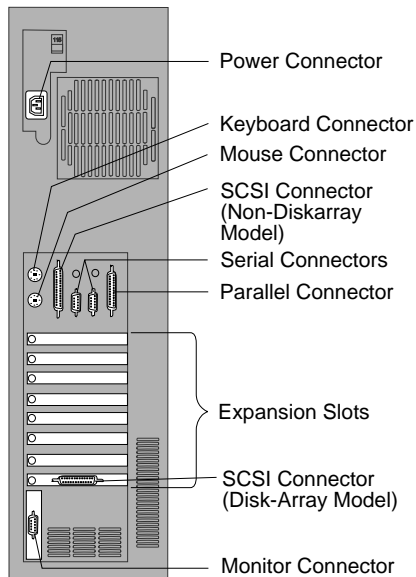 115
Power Connector
Keyboard Connector
Mouse Connector
SCSI Connector
(Non-Diskarray
Model)
Serial Connectors
Parallel Connector
Expansion Slots
SCSI Connector
(Disk-Array Model)
Monitor Connector